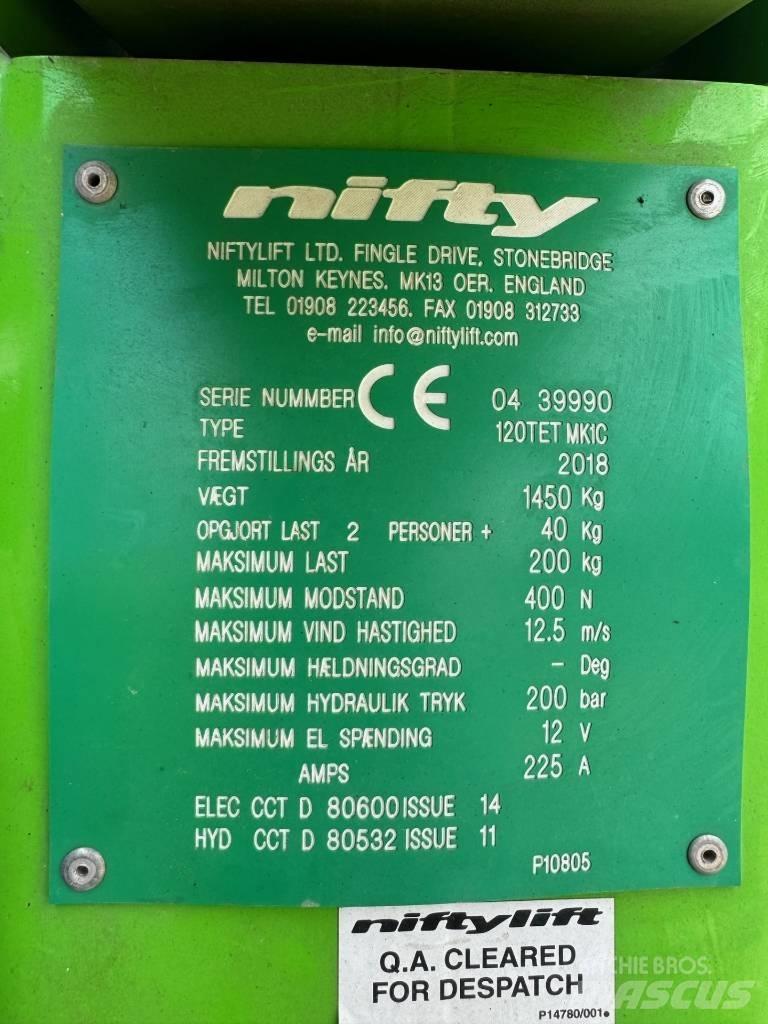 nifty
NIFTYLIFT LTD. FINGLE DRIVE, STONEBRIDGE
MILTON KEYNES. MK13 OER. ENGLAND
TEL 01908 223456. FAX 01908 312733
e-mail info@niftylift.com
SERIE NUMMBER CE 04 39990
TYPE 120TET MK1C
FREMSTILLINGS ÅR 2018
VÆGT 1450 Kg
OPGJORT LAST 2 PERSONER + 40 Kg
MAKSIMUM LAST 200 kg
MAKSIMUM MODSTAND 400 N
MAKSIMUM VIND HASTIGHED 12.5 m/s
MAKSIMUM HÆLDNINGSGRAD - Deg
MAKSIMUM HYDRAULIK TRYK 200 bar
MAKSIMUM EL SPÆNDING 12 V
AMPS 225 A
ELEC CCT D 80600 ISSUE 14
HYD CCT D 80532 ISSUE 11
P10805
niftylift
Q.A. CLEARED
FOR DESPATCH
P14780/001
RITCHIE BROS.
MASCUS